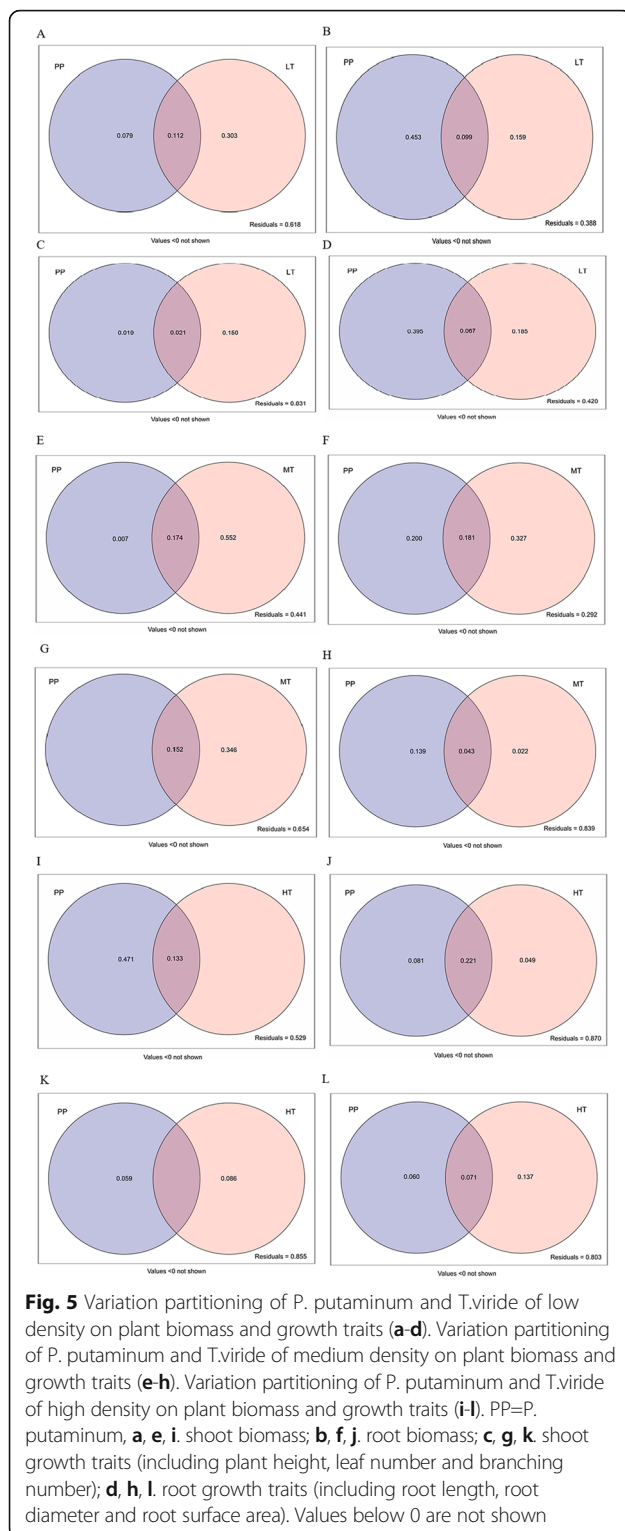 A
B
PP
LT
PP
LT
0.079
0.112
0.303
0.453
0.099
0.159
Residuals = 0.618
Residuals = 0.388
Values <0 not shown
Values <0 not shown
C
D
PP
LT
PP
LT
0.019
0.021
0.160
0.395
0.067
0.185
Residuals = 0.831
Residuals = 0.420
Values <0 not shown
Values <0 not shown
E
F
PP
MT
PP
MT
0.007
0.174
0.552
0.200
0.181
0.327
Residuals = 0.441
Residuals = 0.292
Values <0 not shown
Values <0 not shown
G
H
PP
MT
PP
MT
0.152
0.346
0.139
0.043
0.022
Residuals = 0.654
Residuals = 0.839
Values <0 not shown
Values <0 not shown
I
J
PP
HT
PP
HT
0.471
0.133
0.081
0.221
0.049
Residuals = 0.529
Residuals = 0.870
Values <0 not shown
Values <0 not shown
K
L
PP
HT
PP
HT
0.059
0.086
0.060
0.071
0.137
Residuals = 0.855
Residuals = 0.803
Values <0 not shown
Values <0 not shown
Fig. 5 Variation partitioning of P. putaminum and T.viride of low
density on plant biomass and growth traits (a-d). Variation partitioning
of P. putaminum and T.viride of medium density on plant biomass and
growth traits (e-h). Variation partitioning of P. putaminum and T.viride
of high density on plant biomass and growth traits (i-l). PP=P.
putaminum, a, e, i. shoot biomass; b, f, j. root biomass; c, g, k. shoot
growth traits (including plant height, leaf number and branching
number); d, h, l. root growth traits (including root length, root
diameter and root surface area). Values below 0 are not shown